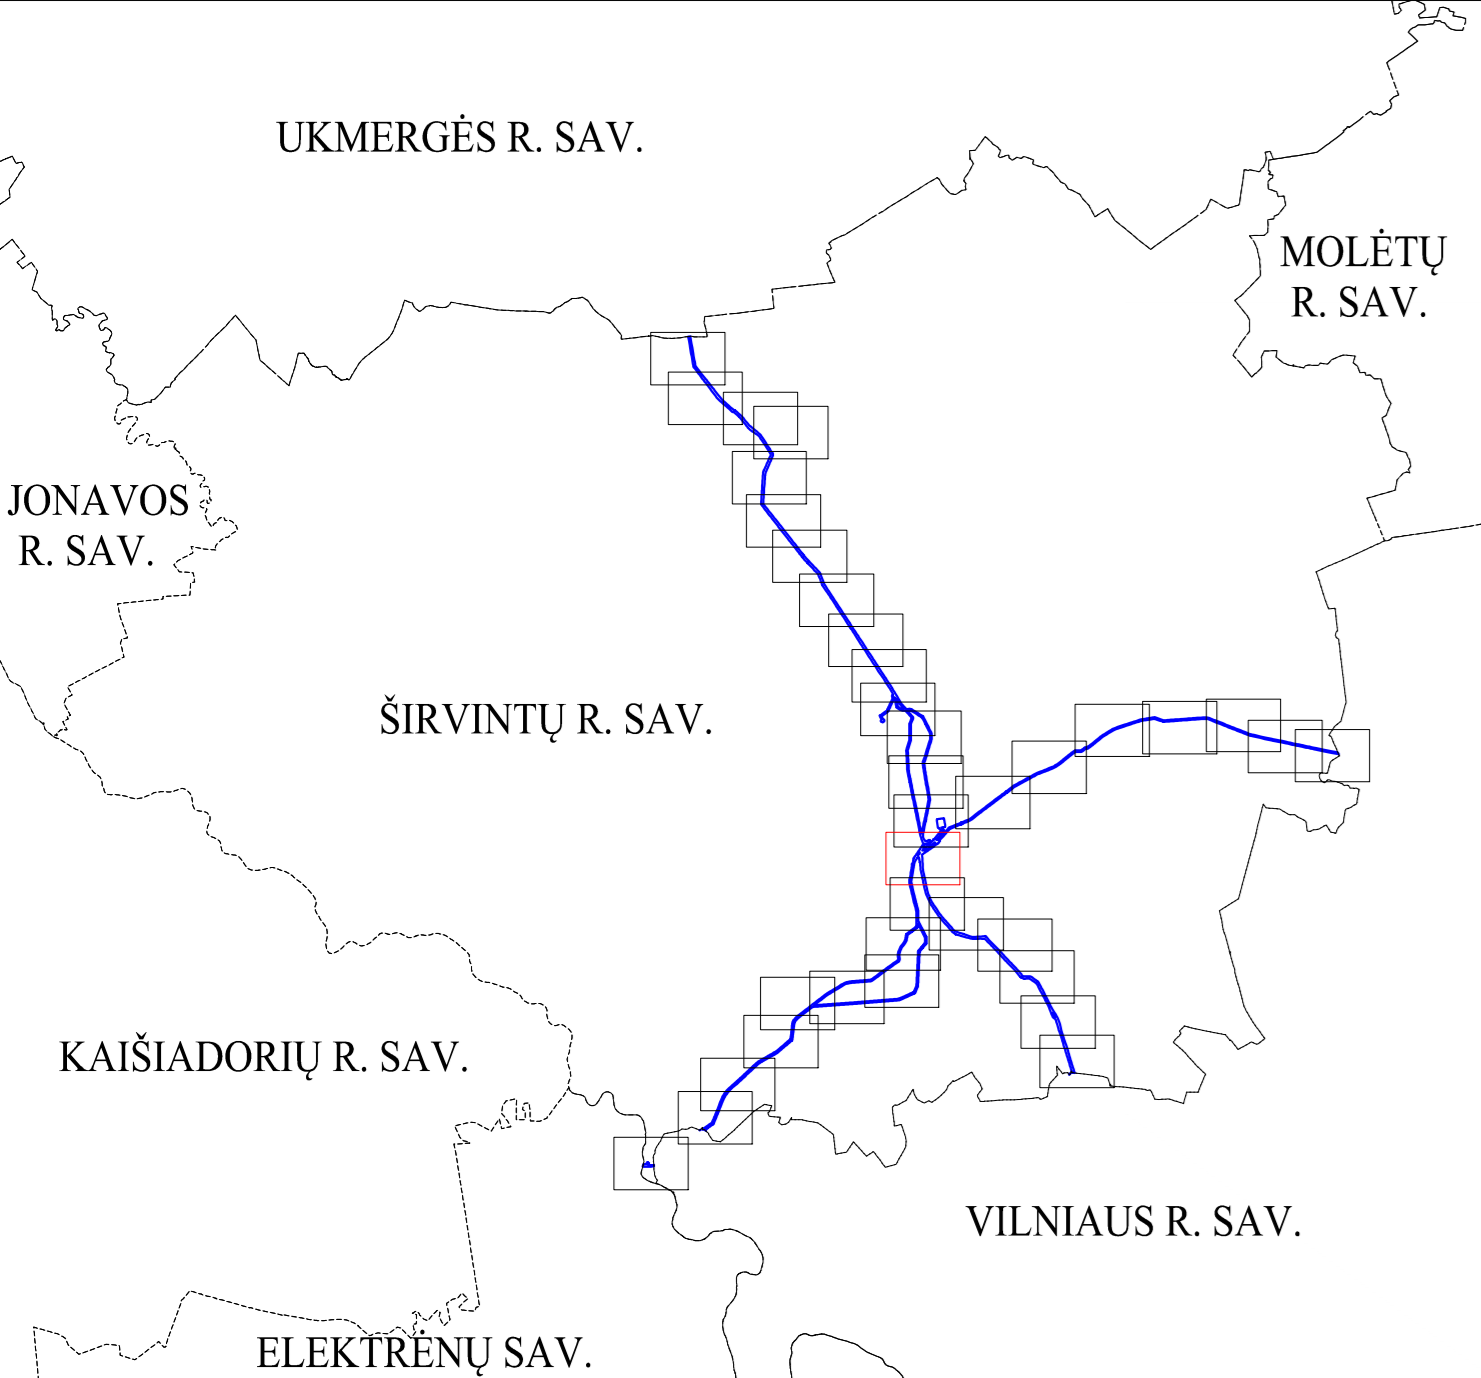 UKMERGĖS R. SAV.
MOLĖTŲ
R. SAV.
JONAVOS
R. SAV.
ŠIRVINTŲ R. SAV.
KAIŠIADORIŲ R. SAV.
VILNIAUS R. SAV.
ELEKTRĖNŲ SAV.